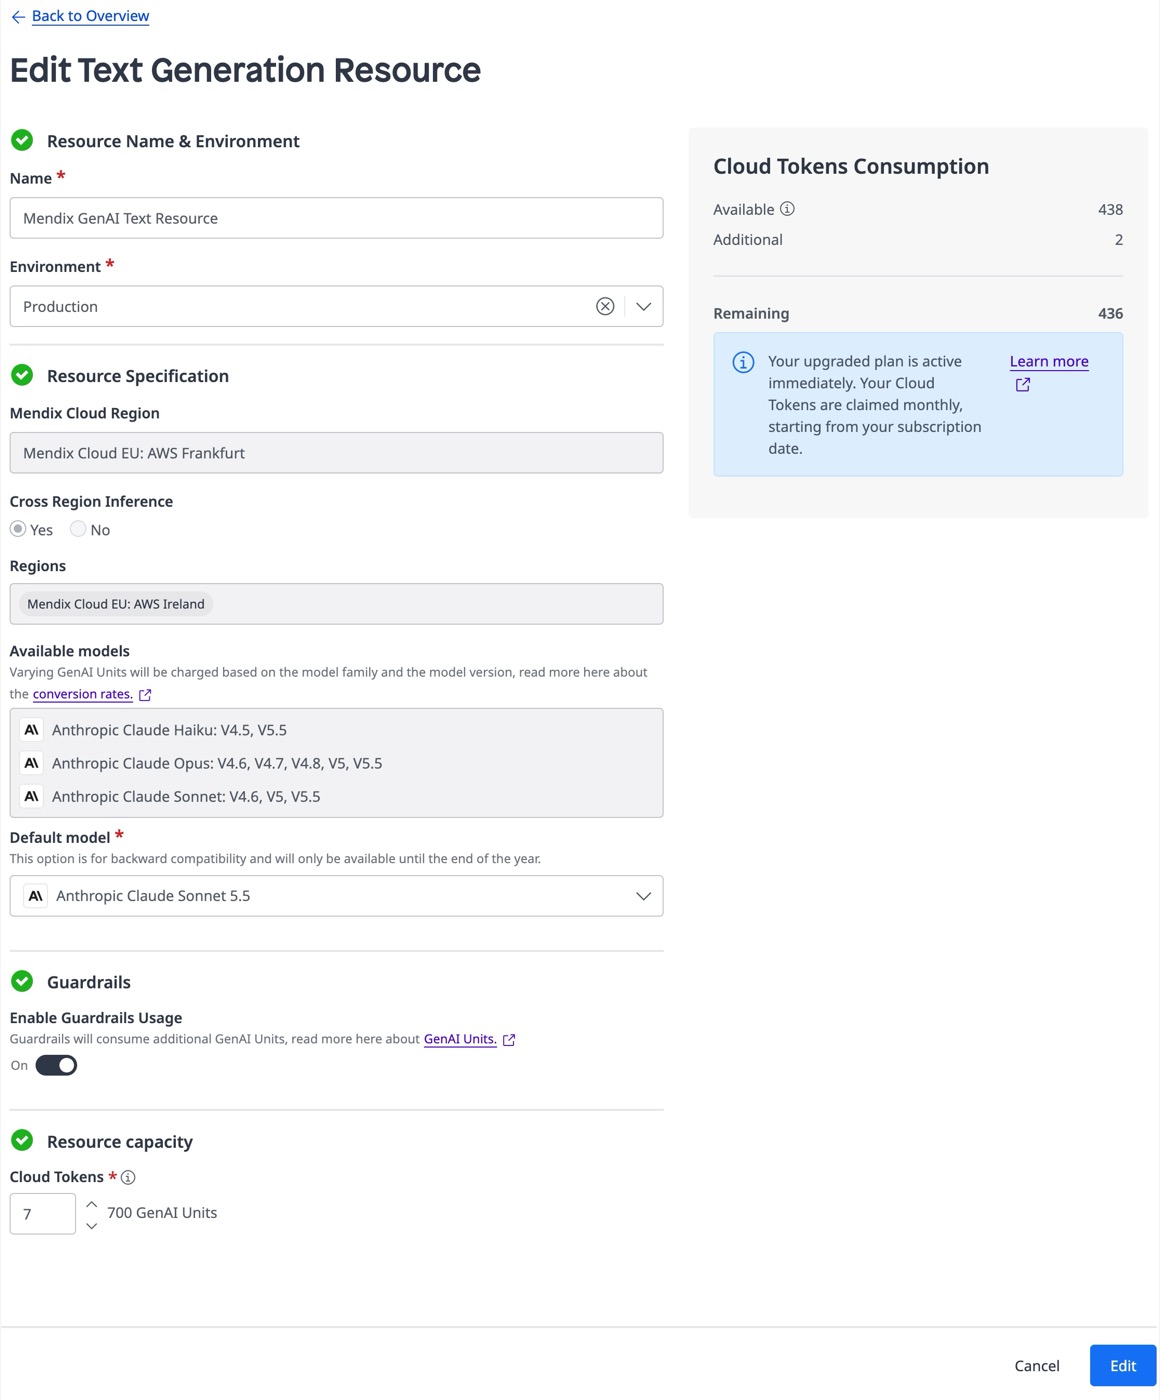 Back to Overview
Edit Text Generation Resource
Resource Name & Environment
Name *
Mendix GenAI Text Resource
Environment *
Production
Resource Specification
Mendix Cloud Region
Mendix Cloud EU: AWS Frankfurt
Cross Region Inference
Yes No
Regions
Mendix Cloud EU: AWS Ireland
Available models
Varying GenAI Units will be charged based on the model family and the model version, read more here about
the conversion rates.
Anthropic Claude Haiku: V4.5, V5.5
Anthropic Claude Opus: V4.6, V4.7, V4.8, V5, V5.5
Anthropic Claude Sonnet: V4.6, V5, V5.5
Default model *
This option is for backward compatibility and will only be available until the end of the year.
Anthropic Claude Sonnet 5.5
Guardrails
Enable Guardrails Usage
Guardrails will consume additional GenAI Units, read more here about GenAI Units.
On
Resource capacity
Cloud Tokens *
7 700 GenAI Units
Cloud Tokens Consumption
Available 438
Additional 2
Remaining 436
Your upgraded plan is active
immediately. Your Cloud
Tokens are claimed monthly,
starting from your subscription
date.
Learn more
Cancel Edit